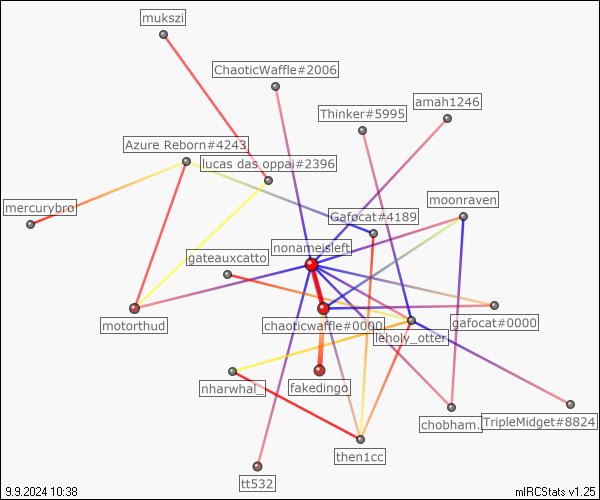 mukszi
ChaoticWaffle#2006
amah1246
Thinker#5995
Azure Reborn#4243
lucas das oppai#2396
moonraven
mercurybro
Gafocat#4189
nonameisleft
gateauxcatto
motorthud
chaoticwaffle#0000
gafocat#0000
leholy_otter
nharwhal_
fakedingo
chobham.
TripleMidget#8824
then1cc
tt532
9.9.2024 10:38
mIRCStats v1.25